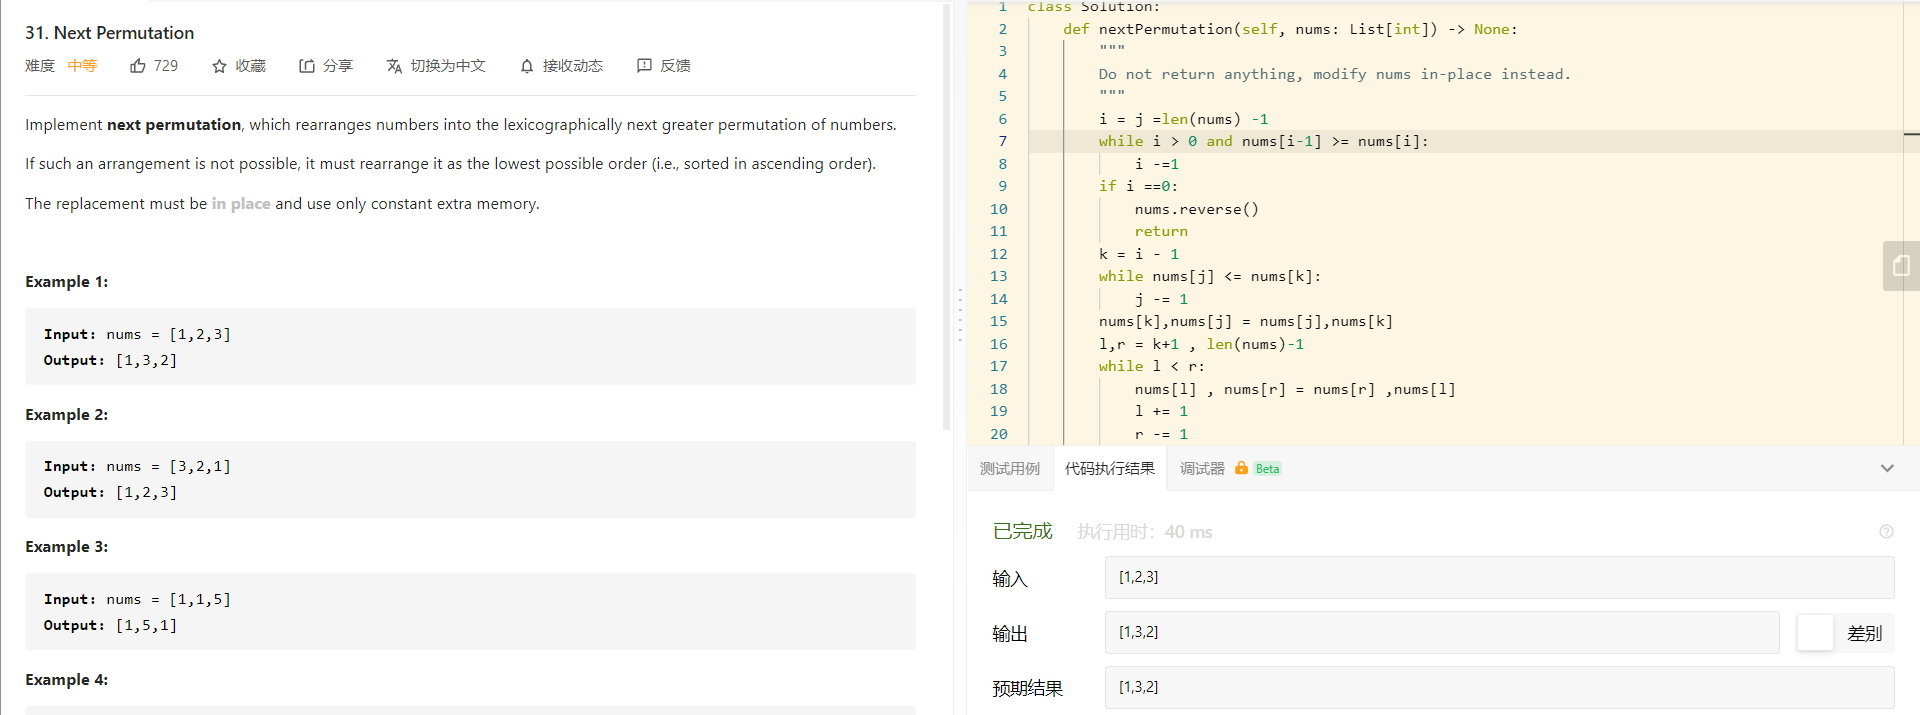 31. Next Permutation
难度 中等 729 收藏 分享 切换为中文 接收动态 反馈
Implement next permutation, which rearranges numbers into the lexicographically next greater permutation of numbers.
If such an arrangement is not possible, it must rearrange it as the lowest possible order (i.e., sorted in ascending order).
The replacement must be in place and use only constant extra memory.
Example 1:
Input: nums = [1,2,3]
Output: [1,3,2]
Example 2:
Input: nums = [3,2,1]
Output: [1,2,3]
Example 3:
Input: nums = [1,1,5]
Output: [1,5,1]
Example 4:
1 class Solution:
2 def nextPermutation(self, nums: List[int]) -> None:
3 """
4 Do not return anything, modify nums in-place instead.
5 """
6 i = j =len(nums) -1
7 while i > 0 and nums[i-1] >= nums[i]:
8 i -=1
9 if i ==0:
10 nums.reverse()
11 return
12 k = i - 1
13 while nums[j] <= nums[k]:
14 j -= 1
15 nums[k],nums[j] = nums[j],nums[k]
16 l,r = k+1 , len(nums)-1
17 while l < r:
18 nums[l] , nums[r] = nums[r] ,nums[l]
19 l += 1
20 r -= 1
测试用例 代码执行结果 调试器 Beta
已完成 执行用时: 40 ms
输入 [1,2,3]
输出 [1,3,2] 差别
预期结果 [1,3,2]